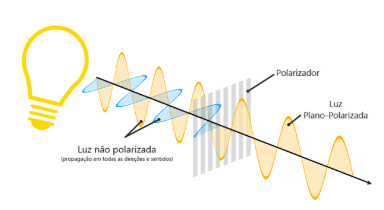 Polarizador
Luz
Plano-Polarizada
Luz não polarizada
(propagação em todas as direções e sentidos)